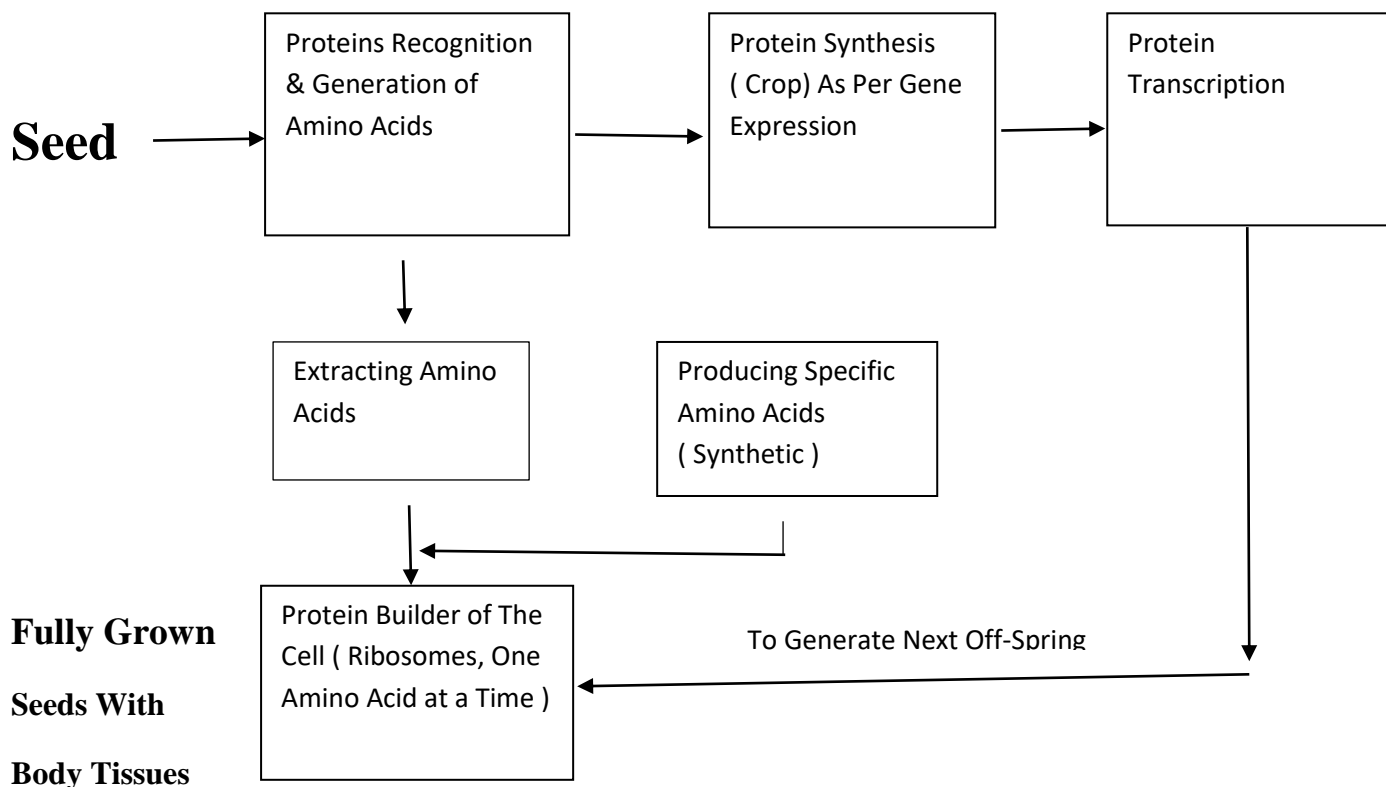 Proteins Recognition
& Generation of
Amino Acids
Protein Synthesis
( Crop) As Per Gene
Expression
Protein
Transcription
Seed
Extracting Amino
Acids
Producing Specific
Amino Acids
( Synthetic )
Protein Builder of The
Cell ( Ribosomes, One
Amino Acid at a Time )
To Generate Next Off-Spring
Fully Grown
Seeds With
Body Tissues